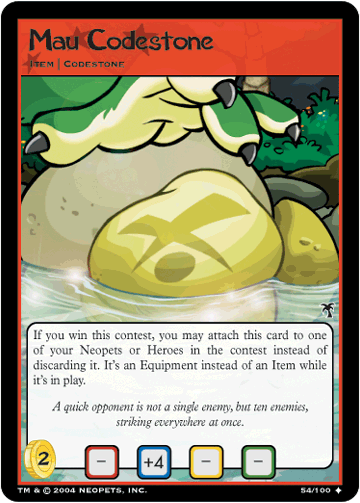 Mau Codestone
Item | Codestone
If you win this contest, you may attach this card to one
of your Neopets or Heroes in the contest instead of
discarding it. It's an Equipment instead of an Item while
it's in play.
A quick opponent is not a single enemy, but ten enemies,
striking everywhere at once.
2 – +4 – –
TM & © 2004 NEOPETS, INC. 54/100 ♦